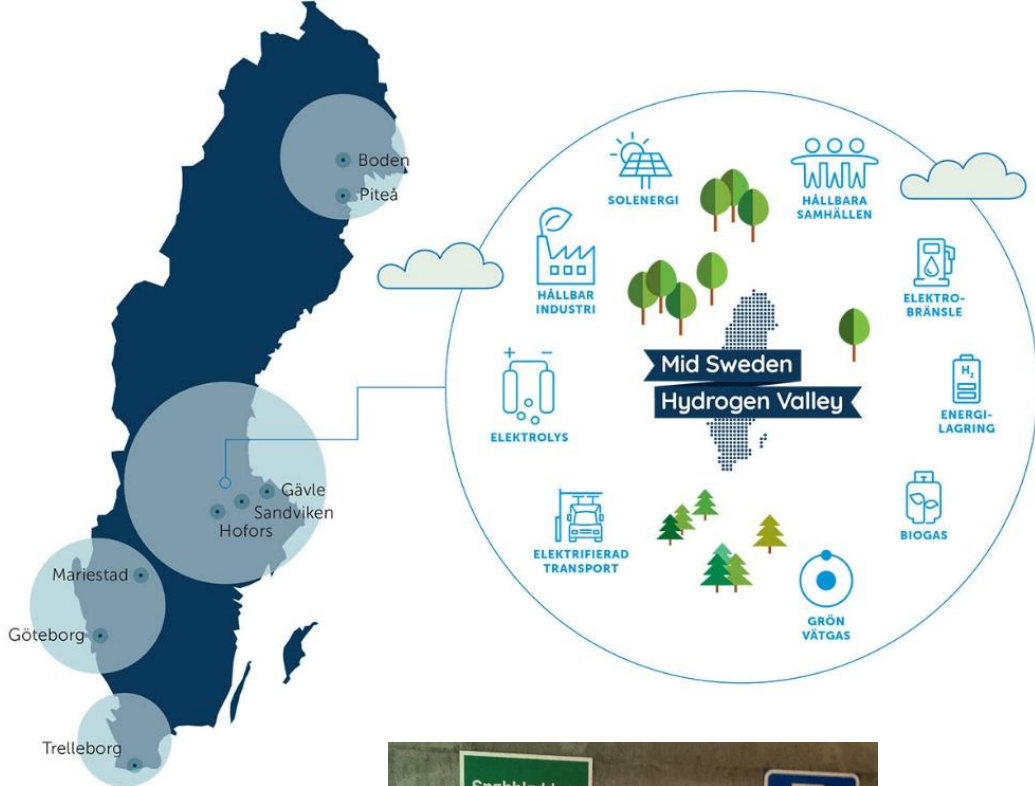 Boden
Piteå
Gävle
Sandviken
Hofors
Mariestad
Göteborg
Trelleborg
SOLENERGI
HÅLLBARA
SAMHÄLLEN
HÅLLBAR
INDUSTRI
ELEKTRO-
BRÄNSLE
Mid Sweden
Hydrogen Valley
H₂
ENERGI-
LAGRING
+ −
ELEKTROLYS
BIOGAS
ELEKTRIFIERAD
TRANSPORT
GRÖN
VÄTGAS